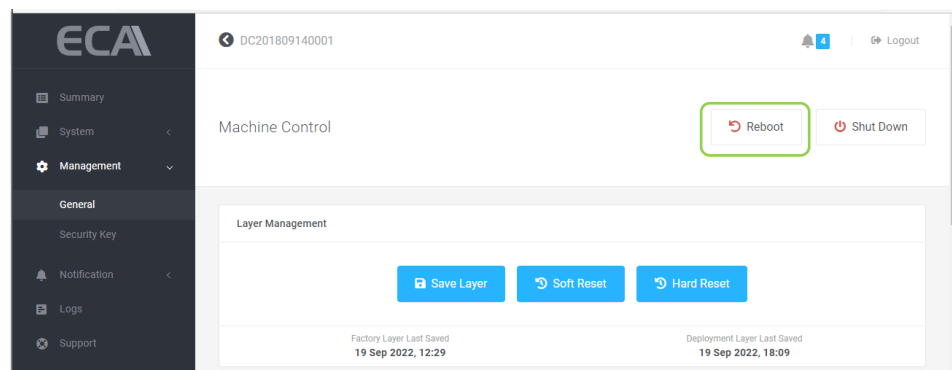 ECA
DC201809140001
4
Logout
Summary
System
Management
General
Security Key
Notification
Logs
Support
Machine Control
Reboot
Shut Down
Layer Management
Save Layer
Soft Reset
Hard Reset
Factory Layer Last Saved
19 Sep 2022, 12:29
Deployment Layer Last Saved
19 Sep 2022, 18:09